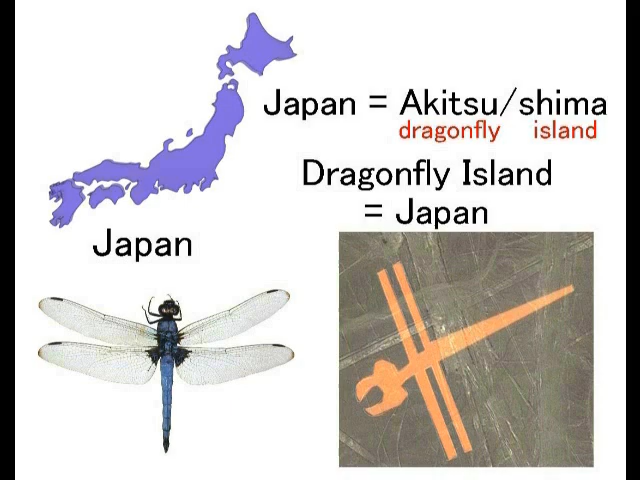 Japan = Akitsu/shima
dragonfly island
Dragonfly Island
= Japan
Japan